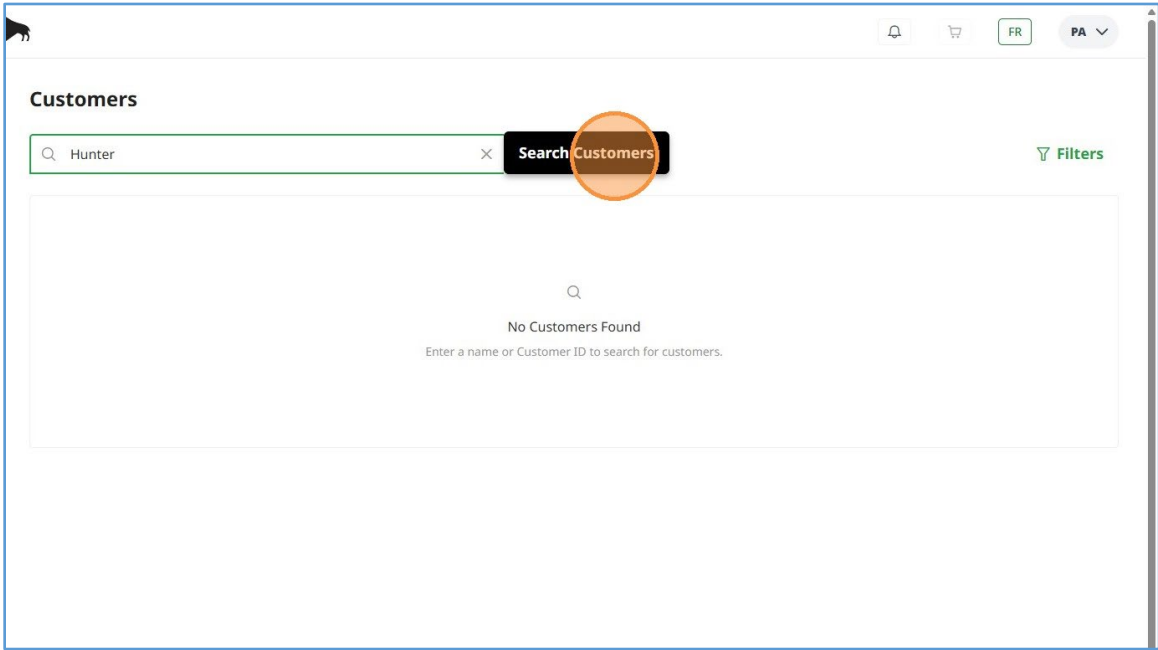 FR PA
Customers
Hunter Search Customers Filters
No Customers Found
Enter a name or Customer ID to search for customers.